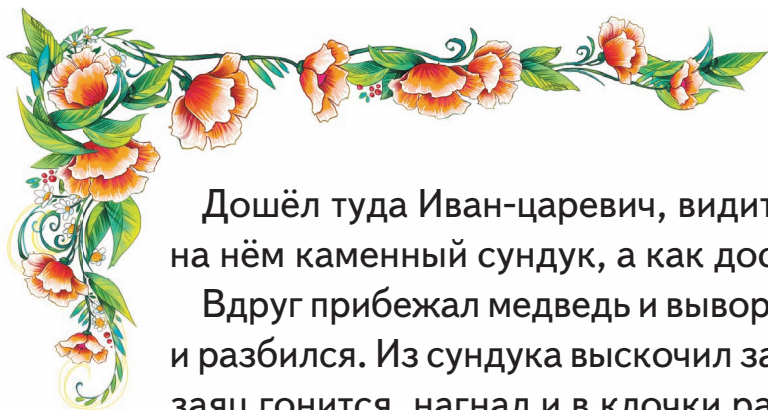 Дошёл туда Иван-царевич, видит
на нём каменный сундук, а как
Вдруг прибежал медведь и
и разбился. Из сундука выскочил
заяц гонится, нагнал и в клочки